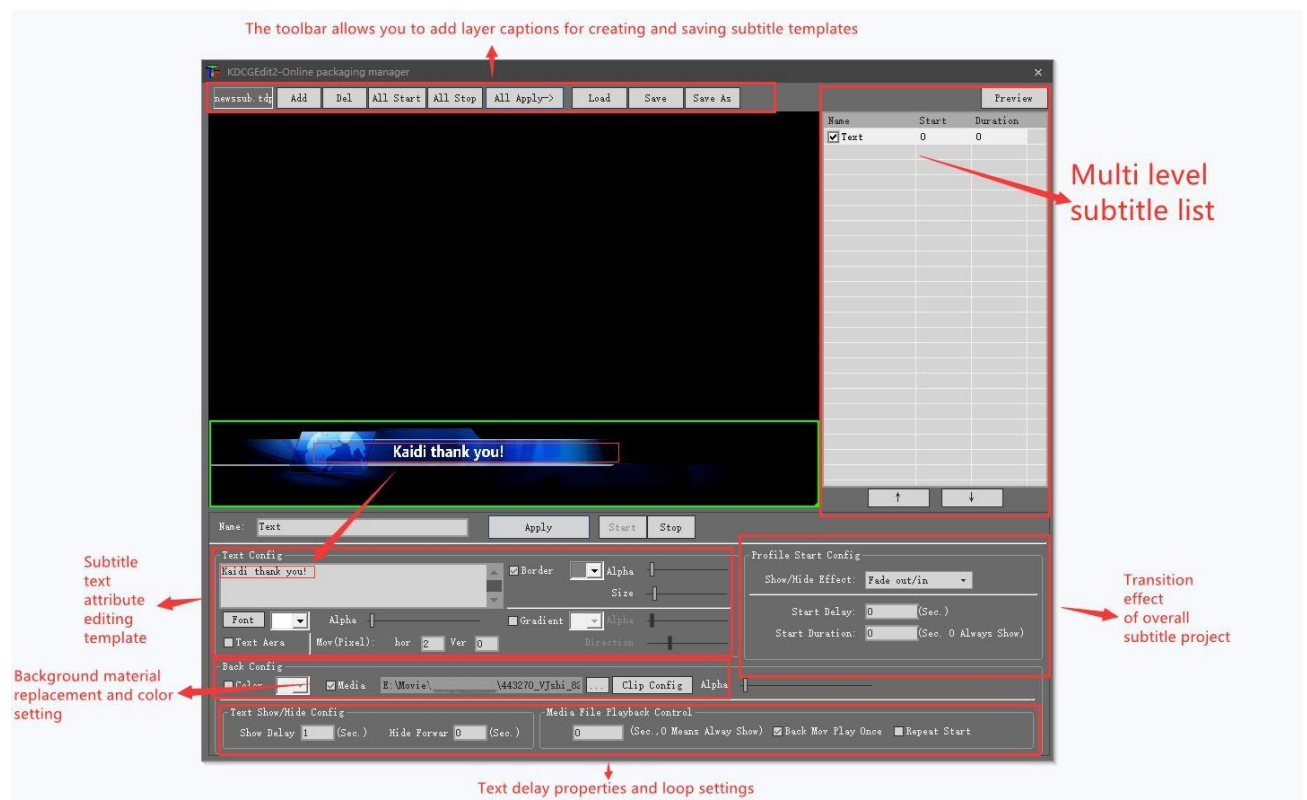 The toolbar allows you to add layer captions for creating and saving subtitle templates
KDCGEdit2-Online packaging manager
newssub.tdp Add Del All Start All Stop All Apply-> Load Save Save As Preview
Name Start Duration
Text 0 0
Multi level
subtitle list
Kaidi thank you!
↑ ↓
Name: Text Apply Start Stop
Text Config
Kaidi thank you!
Border Alpha
Size
Font Alpha
Gradient Alpha
Text Aera Mov(Pixel): hor 2 Ver 0
Direction
Profile Start Config
Show/Hide Effect: Fade out/in
Start Delay: 0 (Sec.)
Start Duration: 0 (Sec. 0 Always Show)
Subtitle
text
attribute
editing
template
Transition
effect
of overall
subtitle project
Back Config
Color Media E:\Movie\ \443270_VJshi_82 ... Clip Config Alpha
Background material
replacement and color
setting
Text Show/Hide Config
Show Delay 1 (Sec.) Hide Forwar 0 (Sec.)
Media File Playback Control
0 (Sec.,0 Means Alway Show) Back Mov Play Once Repeat Start
Text delay properties and loop settings